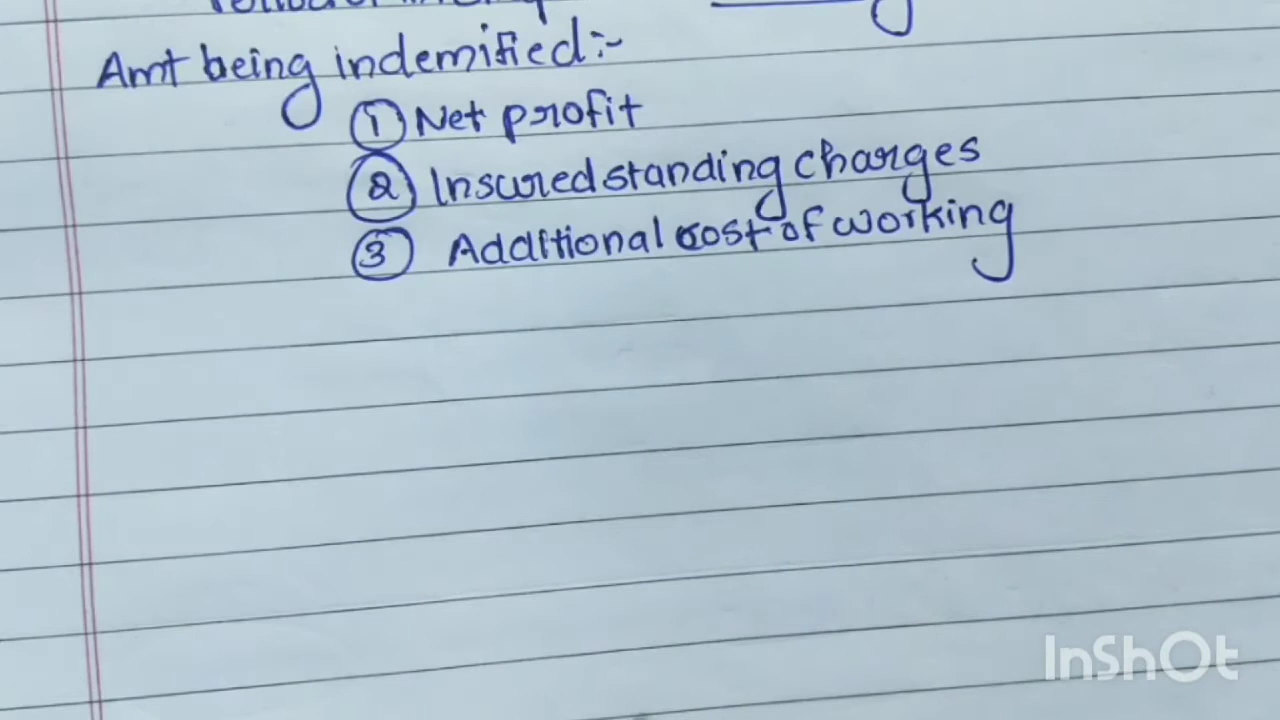 Amt being indemified:-
① Net profit
② Insured standing charges
③ Additional cost of working
InShOt